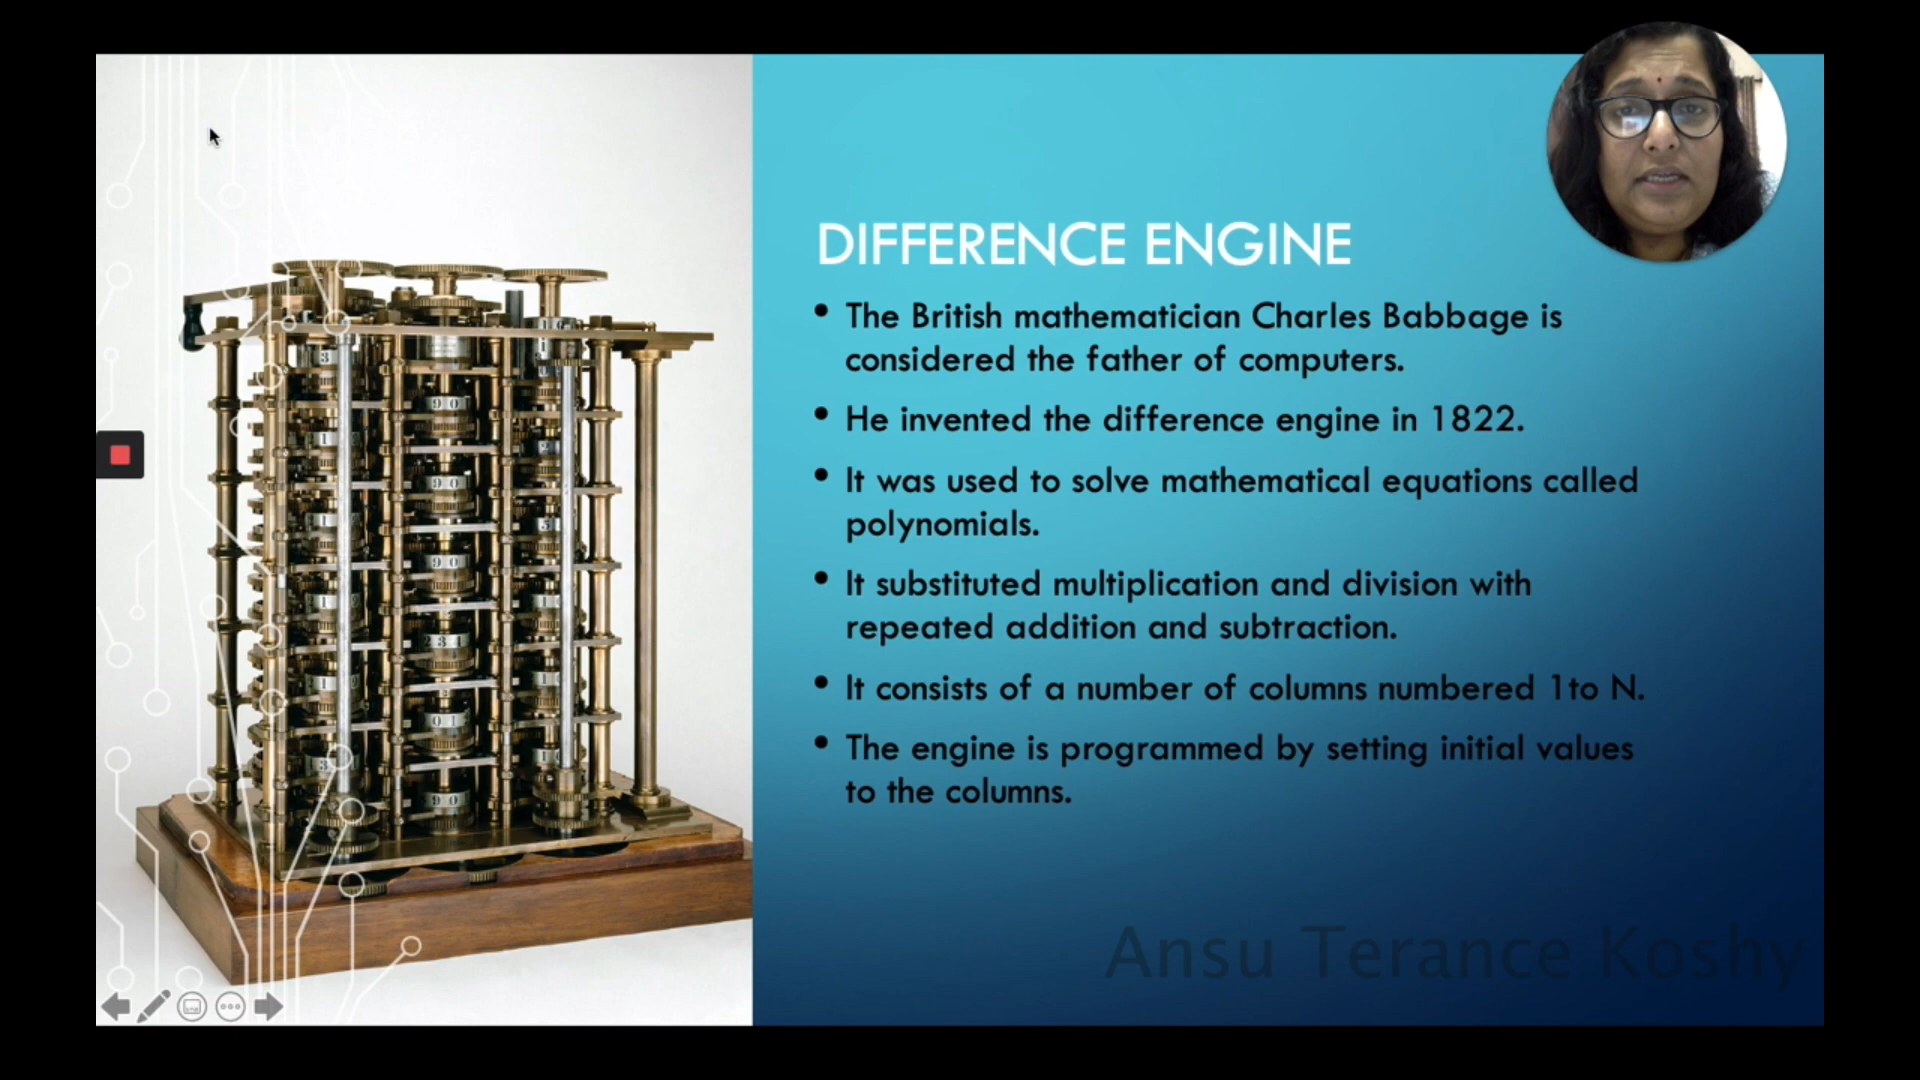 DIFFERENCE ENGINE
• The British mathematician Charles Babbage is
considered the father of computers.
• He invented the difference engine in 1822.
• It was used to solve mathematical equations called
polynomials.
• It substituted multiplication and division with
repeated addition and subtraction.
• It consists of a number of columns numbered 1to N.
• The engine is programmed by setting initial values
to the columns.
Ansu Terance Koshy